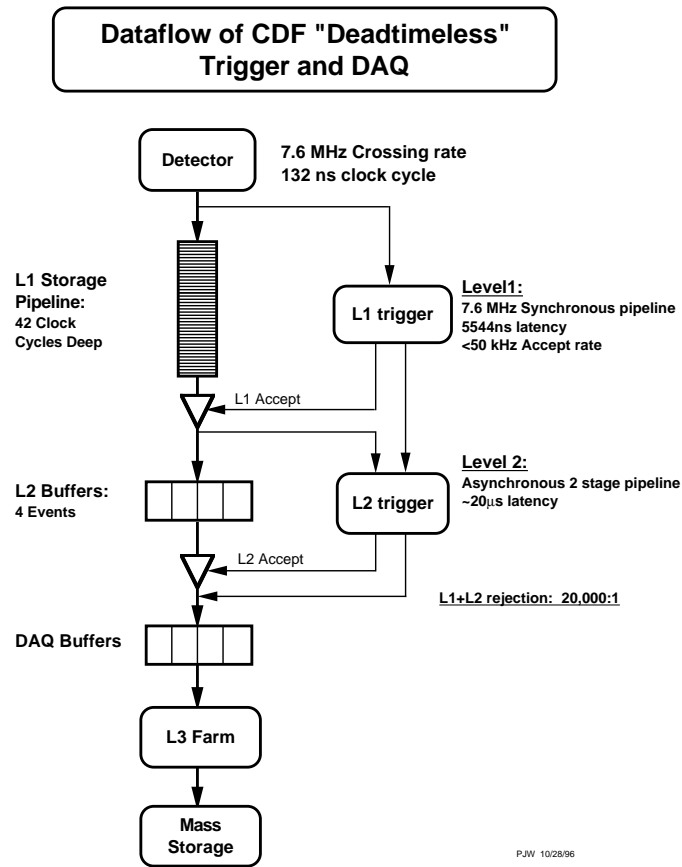 Dataflow of CDF "Deadtimeless"
Trigger and DAQ
Detector
7.6 MHz Crossing rate
132 ns clock cycle
L1 Storage
Pipeline:
42 Clock
Cycles Deep
L1 trigger
Level1:
7.6 MHz Synchronous pipeline
5544ns latency
<50 kHz Accept rate
L1 Accept
L2 Buffers:
4 Events
L2 trigger
Level 2:
Asynchronous 2 stage pipeline
~20μs latency
L2 Accept
L1+L2 rejection: 20,000:1
DAQ Buffers
L3 Farm
Mass
Storage
PJW 10/28/96